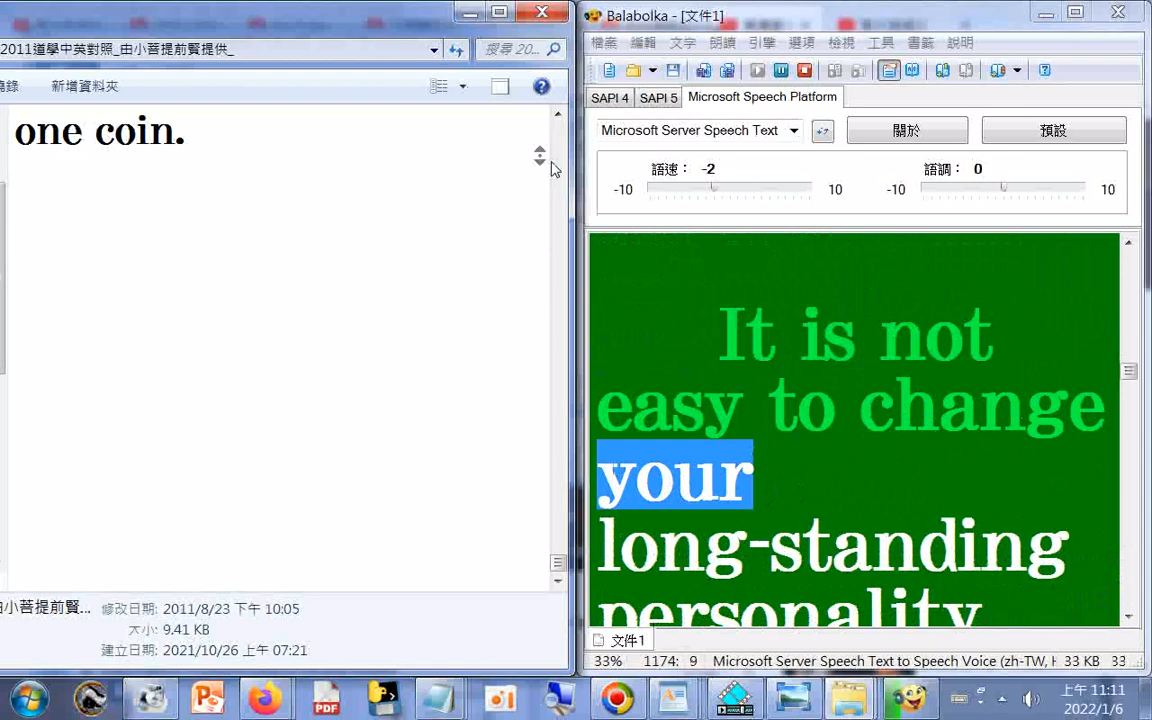 2011道學中英對照_由小菩提前賢提供_
搜尋 20...
燒錄
新增資料夾
one coin.
由小菩提前賢...
修改日期: 2011/8/23 下午 10:05
大小: 9.41 KB
建立日期: 2021/10/26 上午 07:21
Balabolka - [文件1]
檔案 編輯 文字 朗讀 引擎 選項 檢視 工具 書籤 說明
SAPI 4 SAPI 5 Microsoft Speech Platform
Microsoft Server Speech Text
關於
預設
語速: -2
語調: 0
-10 10 -10 10
It is not
easy to change
your
long-standing
personality
文件1
33% 1174: 9 Microsoft Server Speech Text to Speech Voice (zh-TW, H 33 KB 33
PDF
上午 11:11
2022/1/6